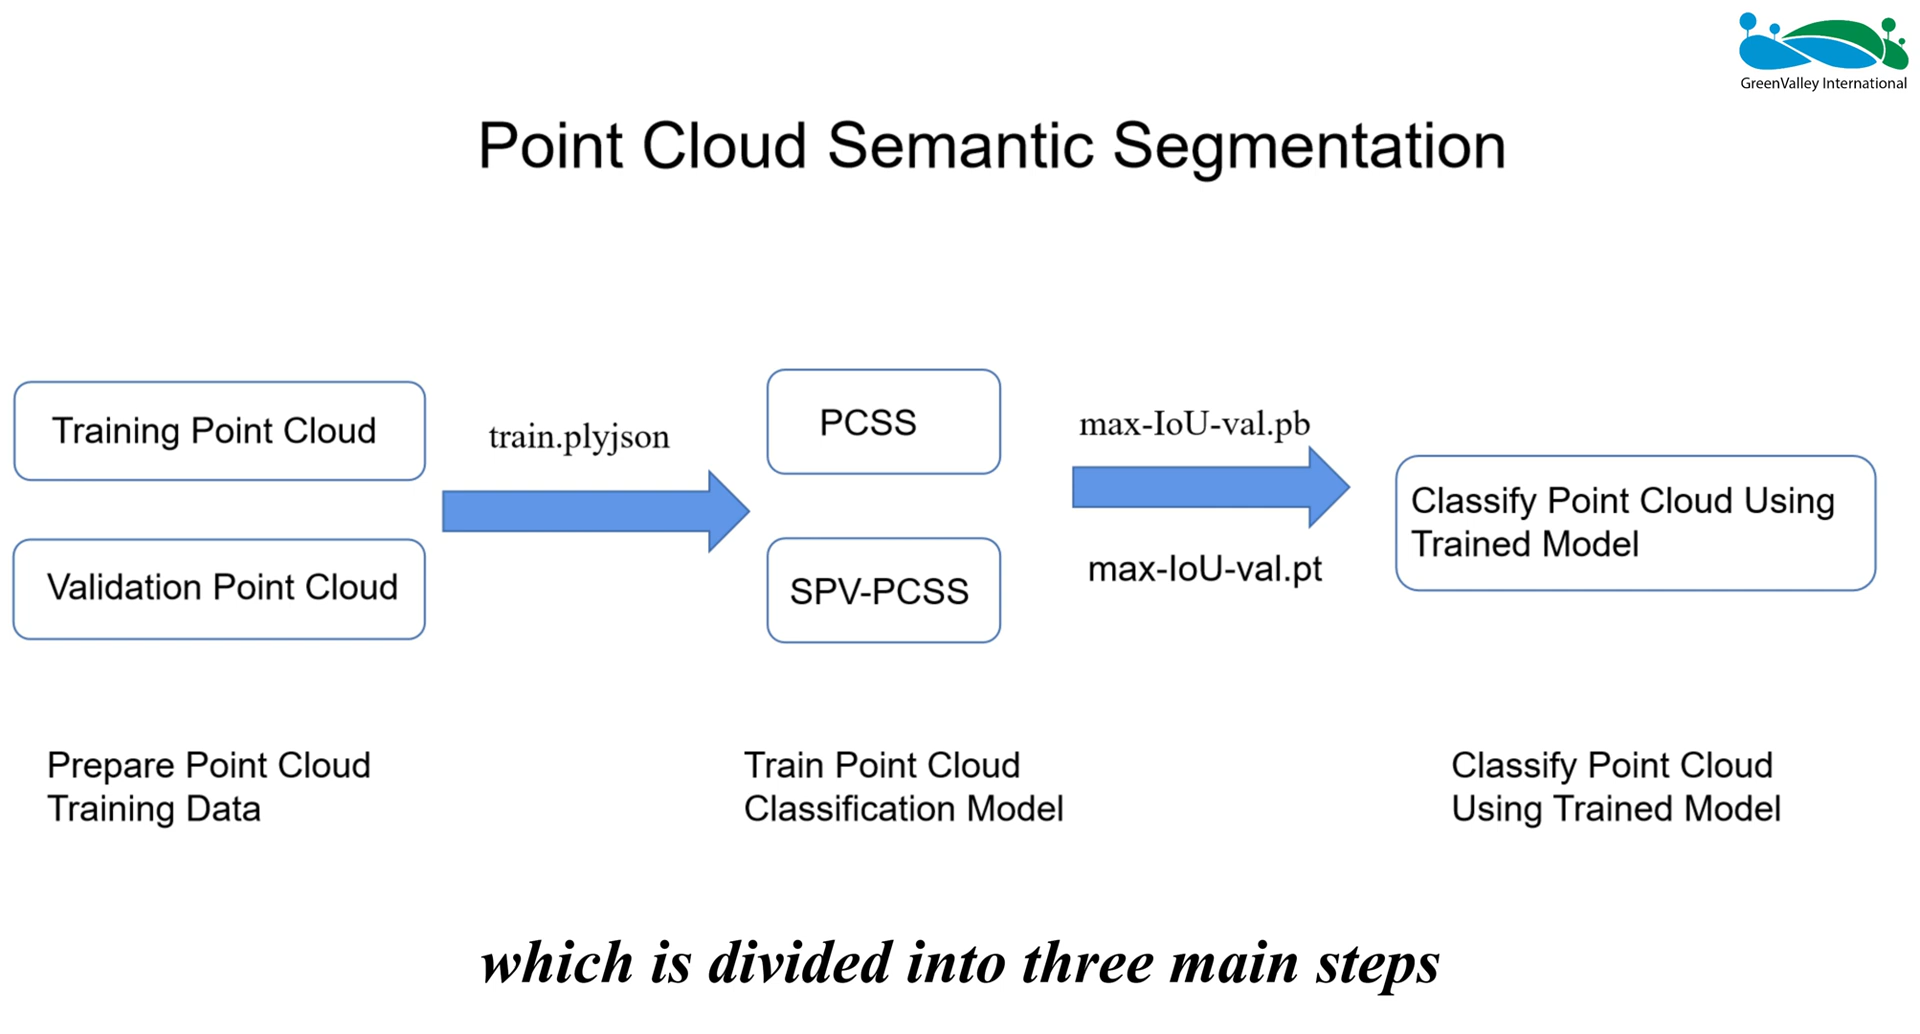 GreenValley International
Point Cloud Semantic Segmentation
Training Point Cloud
Validation Point Cloud
train.plyjson
PCSS
SPV-PCSS
max-IoU-val.pb
max-IoU-val.pt
Classify Point Cloud Using
Trained Model
Prepare Point Cloud
Training Data
Train Point Cloud
Classification Model
Classify Point Cloud
Using Trained Model
which is divided into three main steps